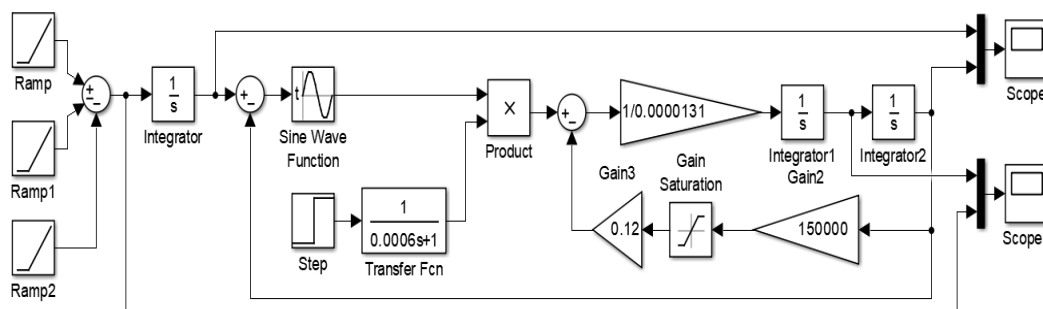 Ramp
Ramp1
Ramp2
+
−
−
1
s
Integrator
+
−
t
Sine Wave
Function
Step
1
0.0006s+1
Transfer Fcn
×
Product
+
−
1/0.0000131
Gain3
0.12
Gain
Saturation
150000
1
s
Integrator1
Gain2
1
s
Integrator2
Scope
Scope